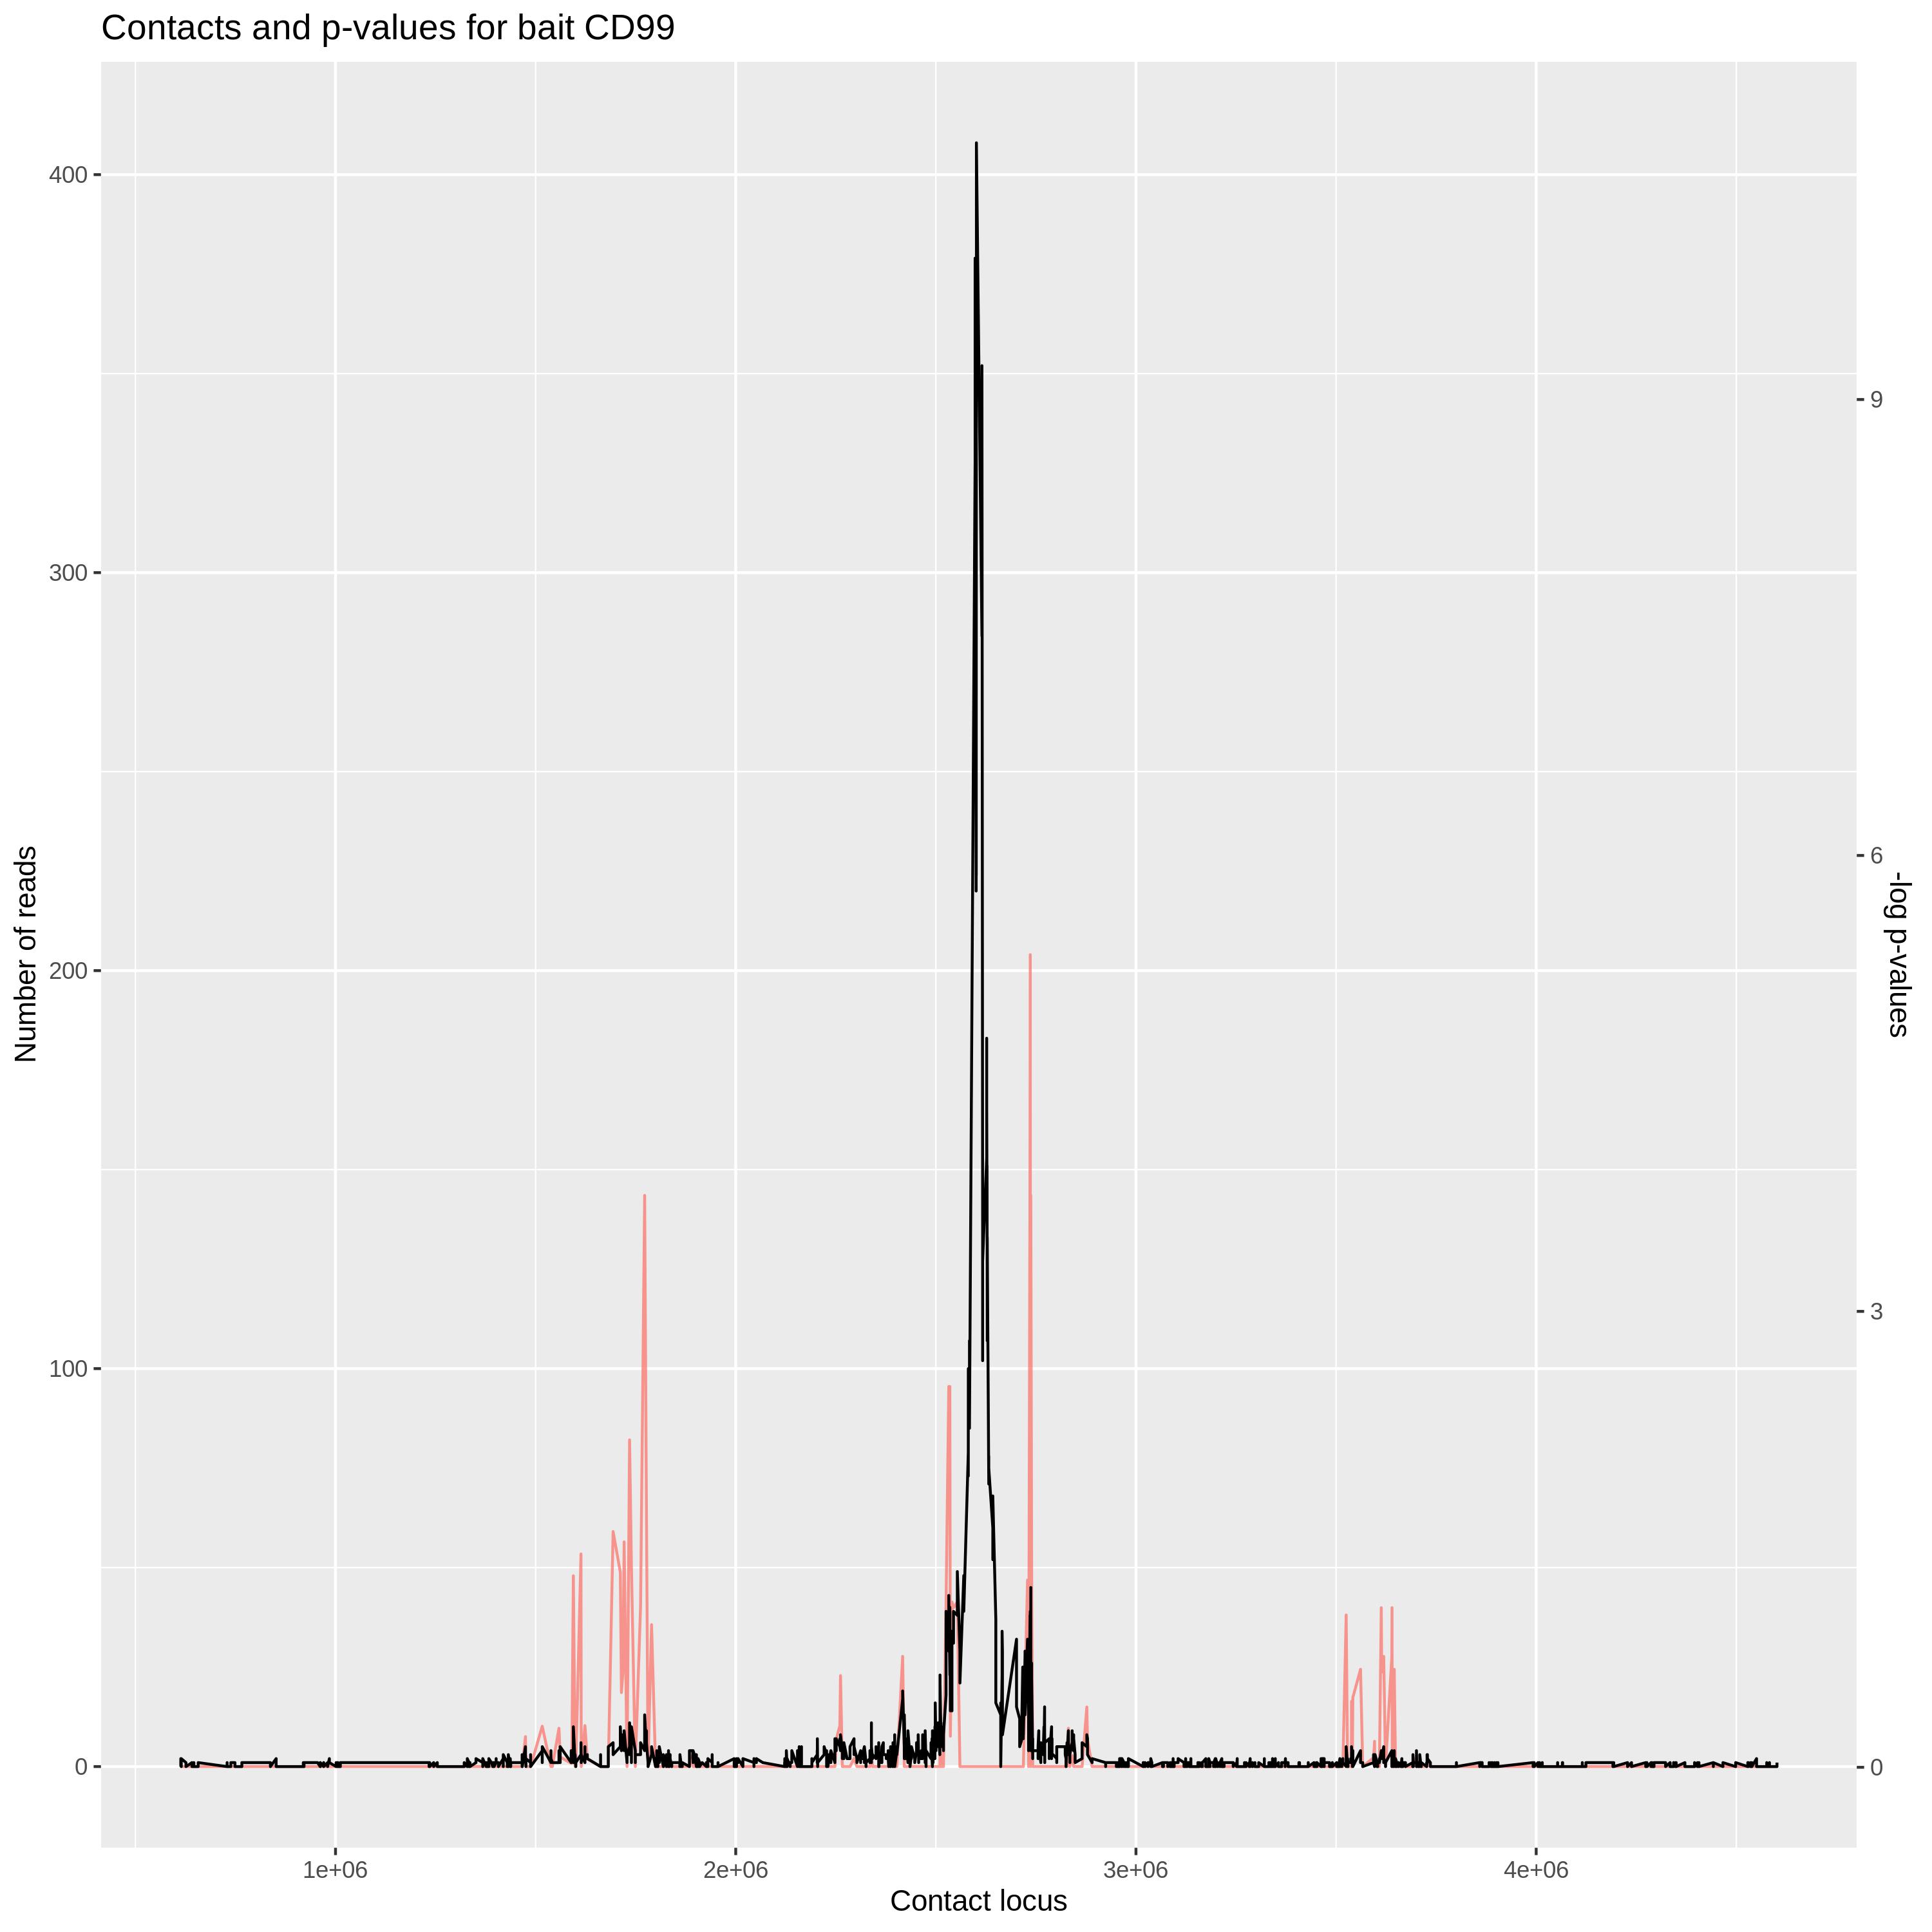 Contacts and p-values for bait CD99
400
300
200
100
0
Number of reads
9
6
3
0
-log p-values
1e+06
2e+06
3e+06
4e+06
Contact locus